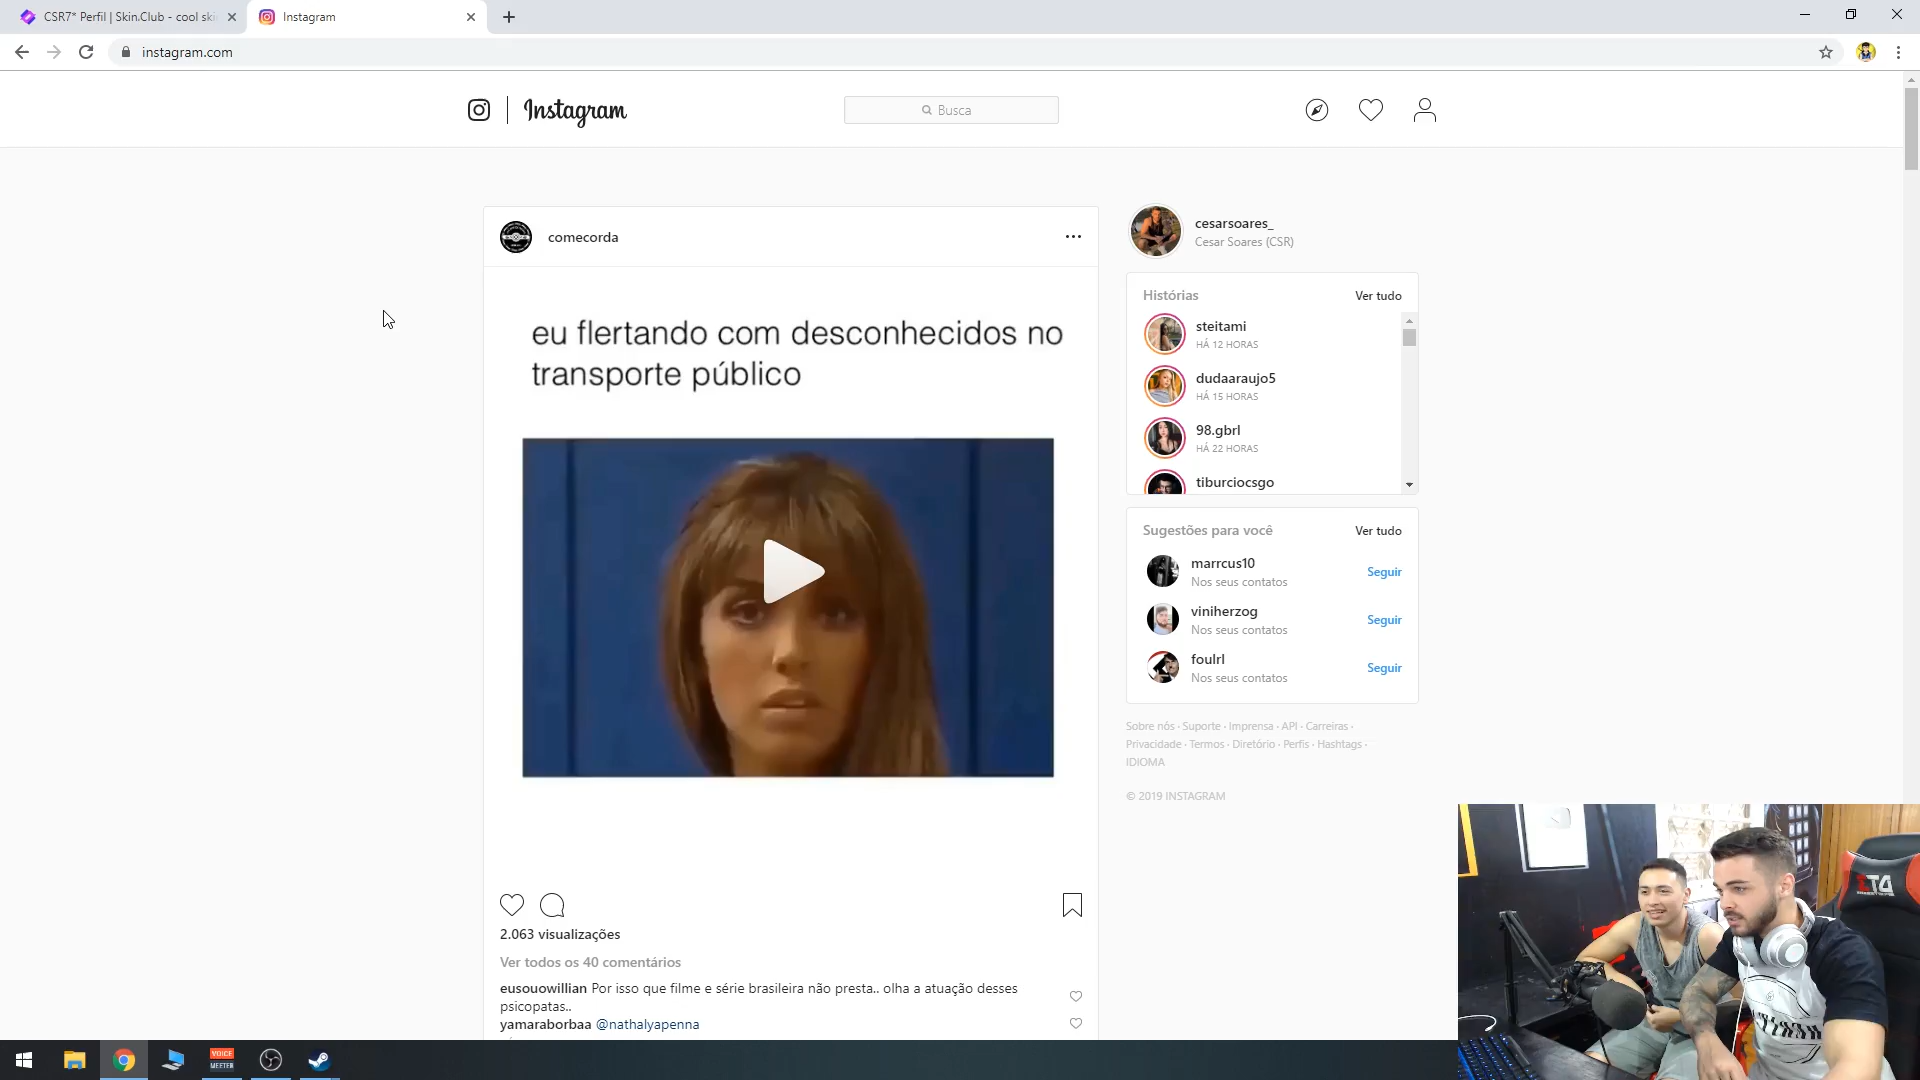 CSR7* Perfil | Skin.Club - cool ski
Instagram
instagram.com
Instagram
Busca
comecorda
eu flertando com desconhecidos no
transporte público
2.063 visualizações
Ver todos os 40 comentários
eusouowillian Por isso que filme e série brasileira não presta.. olha a atuação desses
psicopatas..
yamaraborbaa @nathalyapenna
cesarsoares_
Cesar Soares (CSR)
Histórias Ver tudo
steitami
HÁ 12 HORAS
dudaaraujo5
HÁ 15 HORAS
98.gbrl
HÁ 22 HORAS
tiburciocsgo
Sugestões para você Ver tudo
marrcus10
Nos seus contatos
Seguir
viniherzog
Nos seus contatos
Seguir
foulrl
Nos seus contatos
Seguir
Sobre nós · Suporte · Imprensa · API · Carreiras ·
Privacidade · Termos · Diretório · Perfis · Hashtags ·
IDIOMA
© 2019 INSTAGRAM
VOICE
MEETER